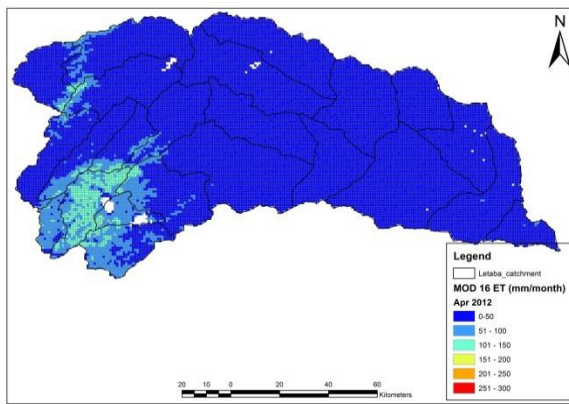 N
Legend
Letaba_catchment
MOD 16 ET (mm/month)
Apr 2012
0-50
51 - 100
101 - 150
151 - 200
201 - 250
251 - 300
20 10 0 20 40 60
Kilometers